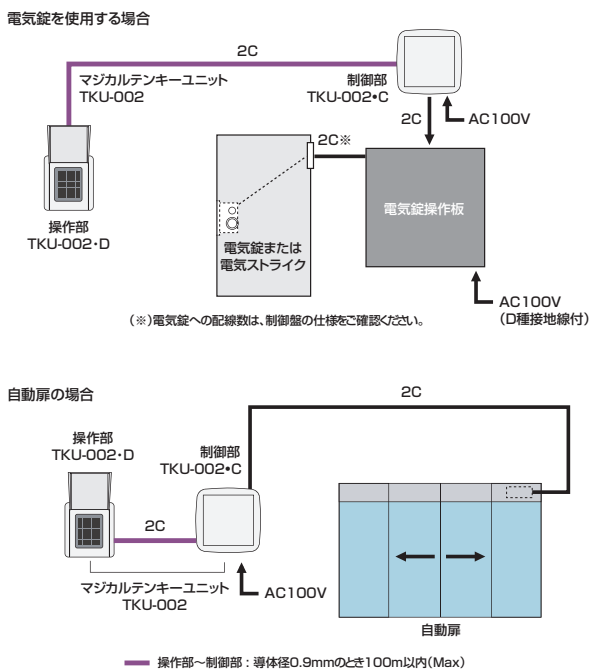 電気錠を使用する場合
2C
マジカルテンキーユニット
TKU-002
制御部
TKU-002•C
2C
AC100V
2C※
操作部
TKU-002･D
電気錠操作板
電気錠または
電気ストライク
AC100V
(D種接地線付)
(※)電気錠への配線数は、制御盤の仕様をご確認ください。
自動扉の場合
2C
操作部
TKU-002･D
制御部
TKU-002•C
2C
マジカルテンキーユニット
TKU-002
AC100V
自動扉
操作部～制御部 : 導体径0.9mmのとき100m以内(Max)